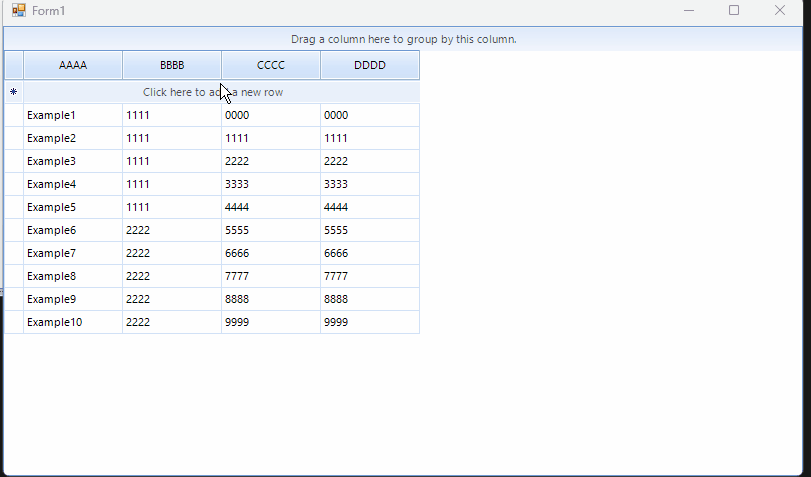 Form1
Drag a column here to group by this column.
AAAA BBBB CCCC DDDD
Click here to add a new row
Example1 1111 0000 0000
Example2 1111 1111 1111
Example3 1111 2222 2222
Example4 1111 3333 3333
Example5 1111 4444 4444
Example6 2222 5555 5555
Example7 2222 6666 6666
Example8 2222 7777 7777
Example9 2222 8888 8888
Example10 2222 9999 9999